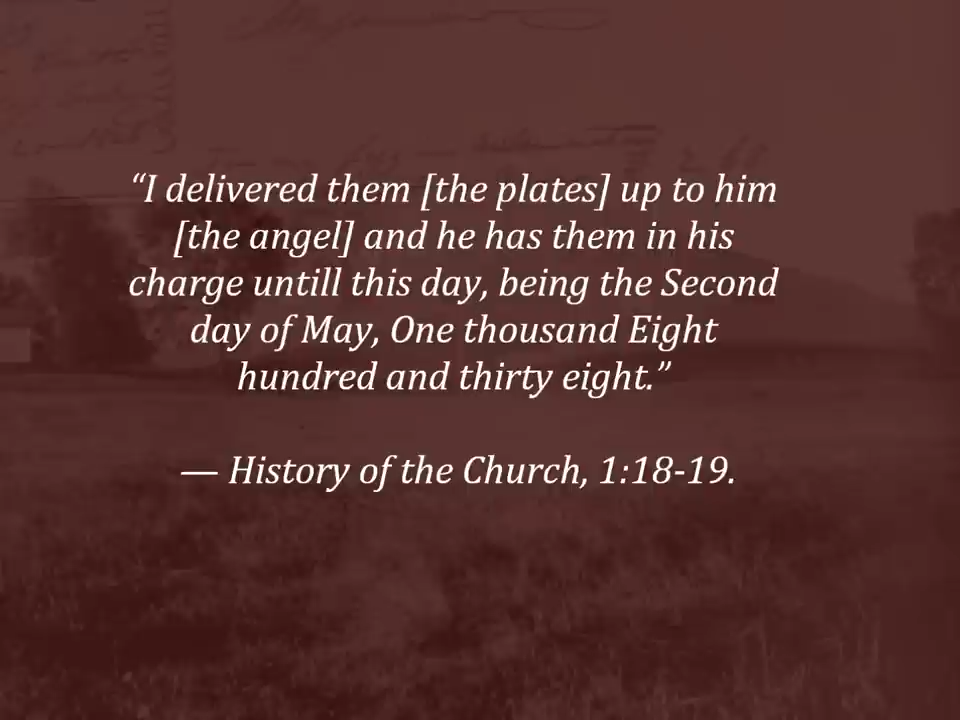 “I delivered them [the plates] up to him
[the angel] and he has them in his
charge untill this day, being the Second
day of May, One thousand Eight
hundred and thirty eight.”
— History of the Church, 1:18-19.